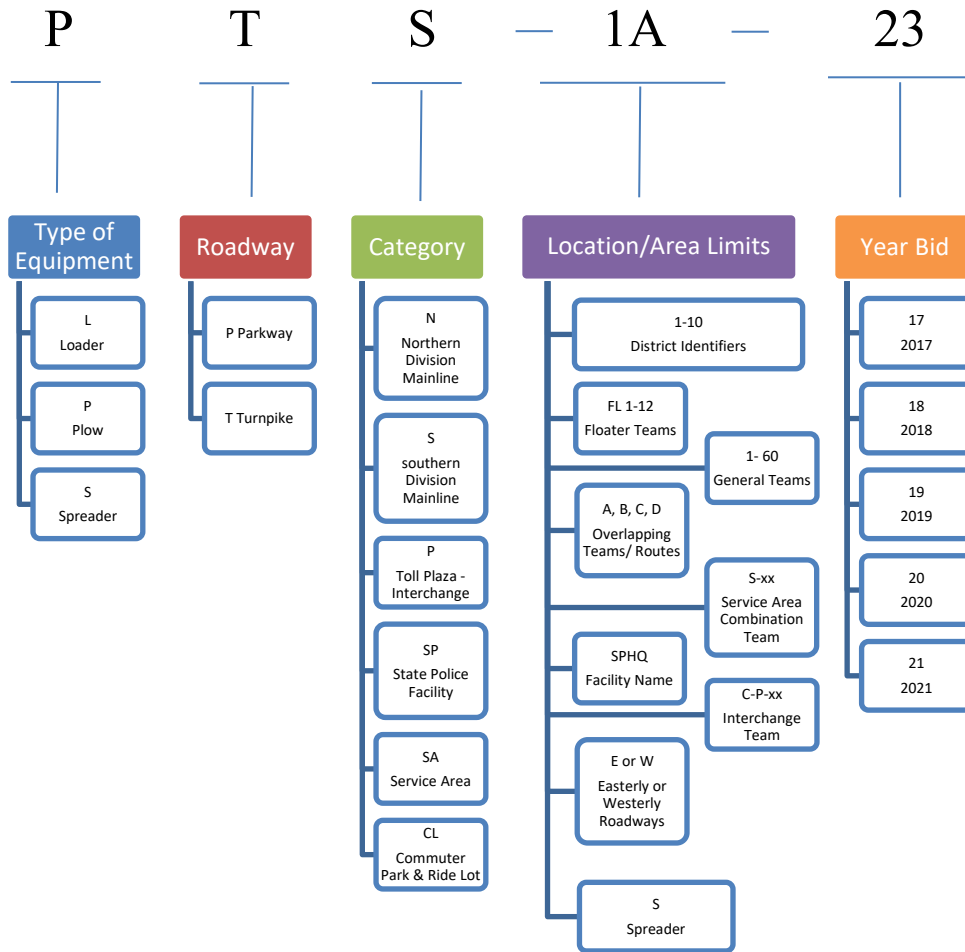 P T S – 1A – 23
Type of
Equipment
L
Loader
P
Plow
S
Spreader
Roadway
P Parkway
T Turnpike
Category
N
Northern
Division
Mainline
S
southern
Division
Mainline
P
Toll Plaza -
Interchange
SP
State Police
Facility
SA
Service Area
CL
Commuter
Park & Ride Lot
Location/Area Limits
1-10
District Identifiers
FL 1-12
Floater Teams
1- 60
General Teams
A, B, C, D
Overlapping
Teams/ Routes
S-xx
Service Area
Combination
Team
SPHQ
Facility Name
C-P-xx
Interchange
Team
E or W
Easterly or
Westerly
Roadways
S
Spreader
Year Bid
17
2017
18
2018
19
2019
20
2020
21
2021